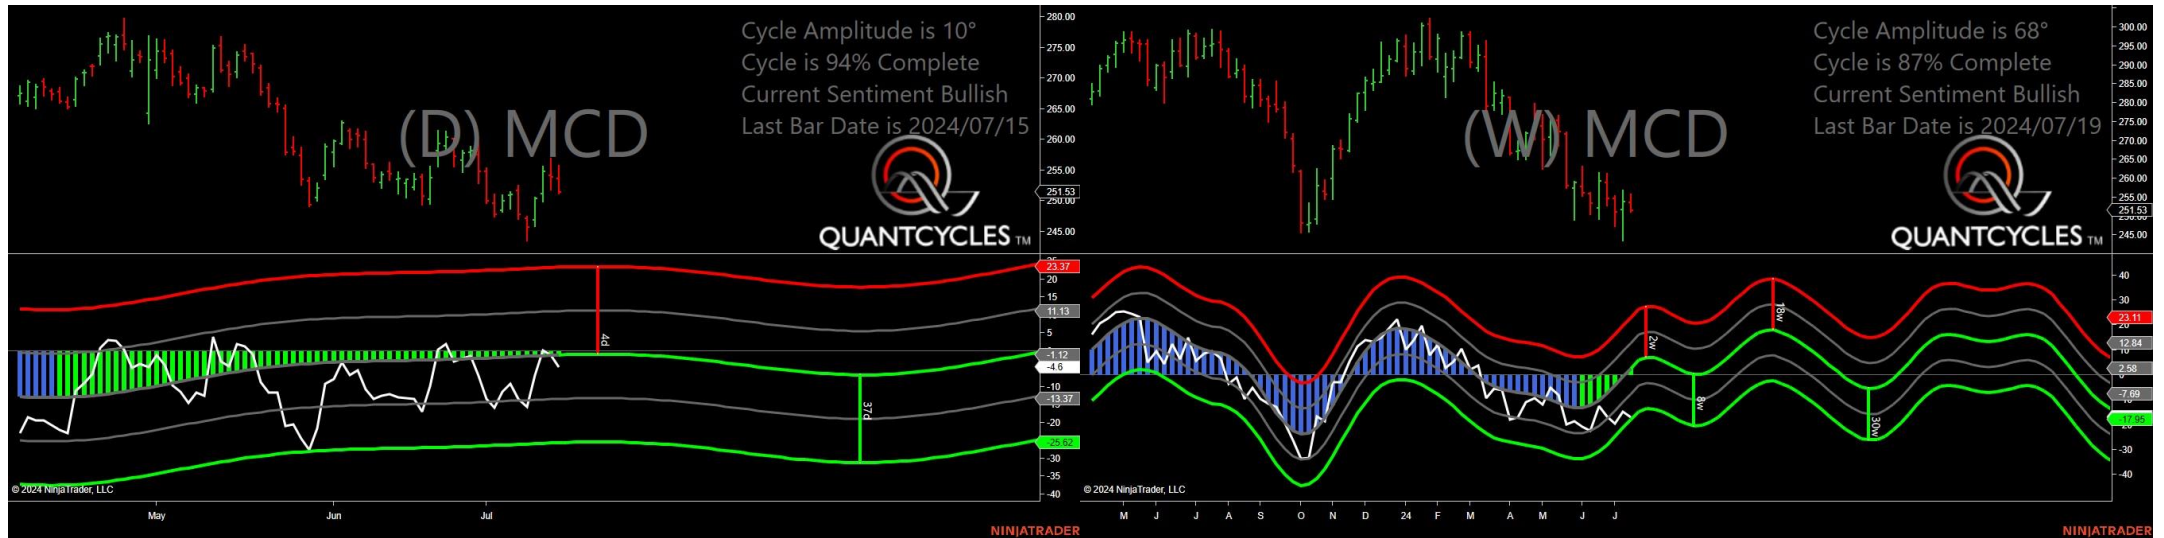 (D) MCD
Cycle Amplitude is 10°
Cycle is 94% Complete
Current Sentiment Bullish
Last Bar Date is 2024/07/15
QUANTCYCLES TM
280.00
275.00
270.00
265.00
260.00
255.00
251.53
250.00
245.00
23.37
20
15
11.13
5
-1.12
-4.6
-10
-13.37
-20
-25.62
-30
-35
-40
4d
37d
© 2024 NinjaTrader, LLC
May
Jun
Jul
NINJATRADER
(W) MCD
Cycle Amplitude is 68°
Cycle is 87% Complete
Current Sentiment Bullish
Last Bar Date is 2024/07/19
QUANTCYCLES TM
300.00
295.00
290.00
285.00
280.00
275.00
270.00
265.00
260.00
255.00
251.53
245.00
40
30
23.11
12.84
2.58
-7.69
-17.95
-30
-40
2w
8w
18w
30w
© 2024 NinjaTrader, LLC
M J J A S O N D 24 F M A M J J
NINJATRADER